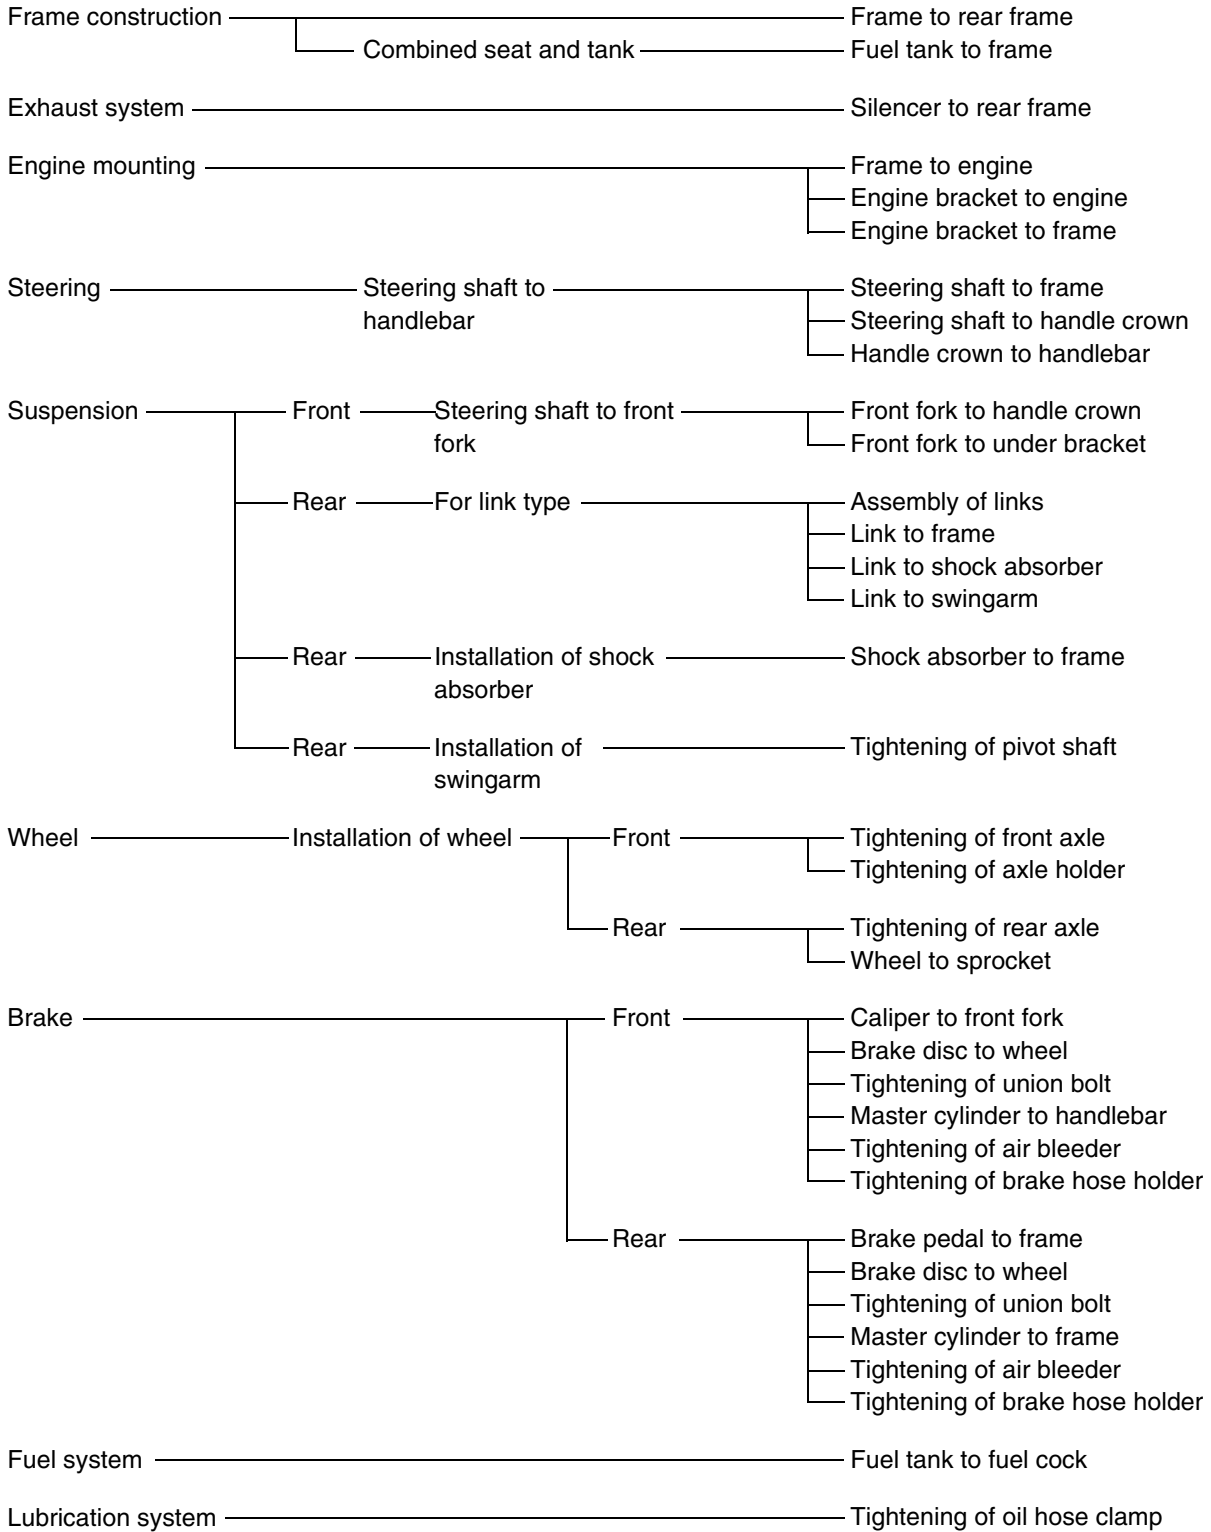 Frame construction Frame to rear frame
Combined seat and tank Fuel tank to frame
Exhaust system Silencer to rear frame
Engine mounting Frame to engine
Engine bracket to engine
Engine bracket to frame
Steering Steering shaft to Steering shaft to frame
handlebar Steering shaft to handle crown
Handle crown to handlebar
Suspension Front Steering shaft to front Front fork to handle crown
fork Front fork to under bracket
Rear For link type Assembly of links
Link to frame
Link to shock absorber
Link to swingarm
Rear Installation of shock Shock absorber to frame
absorber
Rear Installation of Tightening of pivot shaft
swingarm
Wheel Installation of wheel Front Tightening of front axle
Tightening of axle holder
Rear Tightening of rear axle
Wheel to sprocket
Brake Front Caliper to front fork
Brake disc to wheel
Tightening of union bolt
Master cylinder to handlebar
Tightening of air bleeder
Tightening of brake hose holder
Rear Brake pedal to frame
Brake disc to wheel
Tightening of union bolt
Master cylinder to frame
Tightening of air bleeder
Tightening of brake hose holder
Fuel system Fuel tank to fuel cock
Lubrication system Tightening of oil hose clamp